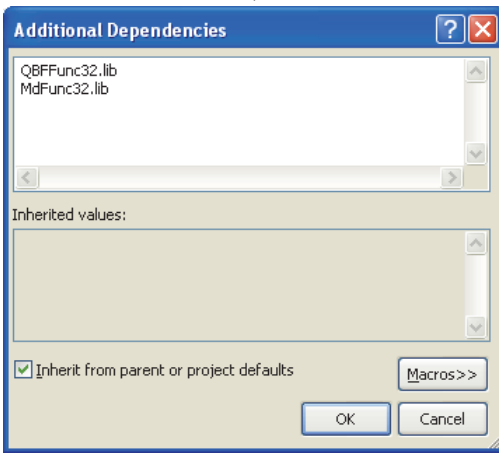 Additional Dependencies
QBFFunc32.lib
MdFunc32.lib
Inherited values:
Inherit from parent or project defaults
Macros>>
OK
Cancel